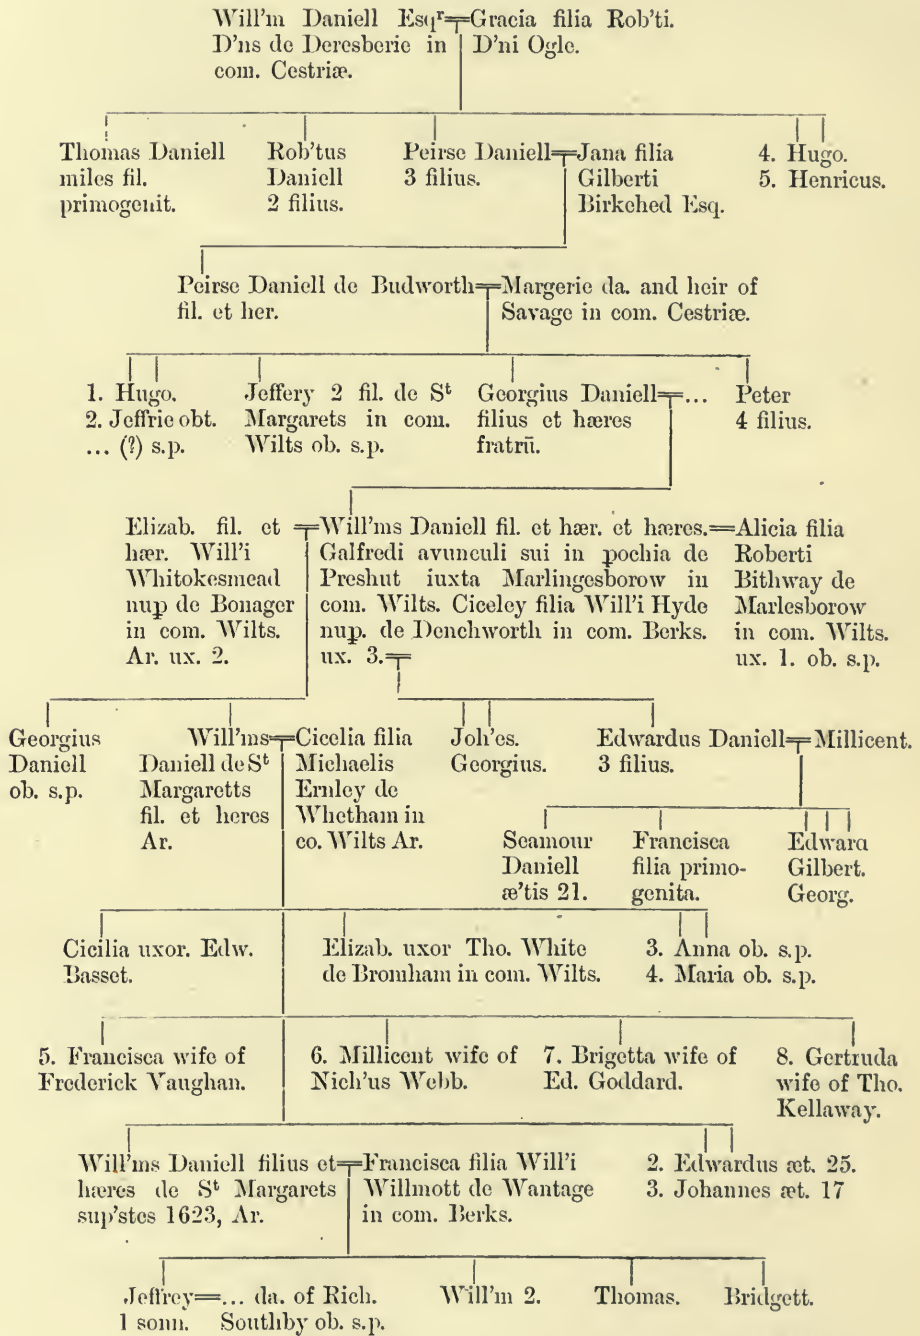 Will'm Daniell Esqr=Gracia filia Rob'ti.
D'ns de Deresberie in D'ni Ogle.
com. Cestriæ.
Thomas Daniell
miles fil.
primogenit.
Rob'tus
Daniell
2 filius.
Peirse Daniell=Jana filia
3 filius. Gilberti
Birkched Esq.
4. Hugo.
5. Henricus.
Peirse Daniell de Budworth=Margerie da. and heir of
fil. et her. Savage in com. Cestriæ.
1. Hugo.
2. Jeffrie obt.
... (?) s.p.
Jeffery 2 fil. de St
Margarets in com.
Wilts ob. s.p.
Georgius Daniell=...
filius et hæres
fratrū.
Peter
4 filius.
Elizab. fil. et
hær. Will'i
Whitokesmead
nup de Bonager
in com. Wilts.
Ar. ux. 2.
=Will'ms Daniell fil. et hær. et hæres.=
Galfredi avunculi sui in pochia de
Preshut iuxta Marlingesborow in
com. Wilts. Ciceley filia Will'i Hyde
nup. de Denchworth in com. Berks.
ux. 3.=
Alicia filia
Roberti
Bithway de
Marlesborow
in com. Wilts.
ux. 1. ob. s.p.
Georgius
Daniell
ob. s.p.
Will'ms=Cicelia filia
Daniell de St Michaelis
Margaretts Ernley de
fil. et heres Whetham in
Ar. co. Wilts Ar.
Joh'es.
Georgius.
Edwardus Daniell=Millicent.
3 filius.
Seamour
Daniell
æ'tis 21.
Francisca
filia primo-
genita.
Edward
Gilbert.
Georg.
Cicilia uxor. Edw.
Basset.
Elizab. uxor Tho. White
de Bromham in com. Wilts.
3. Anna ob. s.p.
4. Maria ob. s.p.
5. Francisca wife of
Frederick Vaughan.
6. Millicent wife of
Nich'us Webb.
7. Brigetta wife of
Ed. Goddard.
8. Gertruda
wife of Tho.
Kellaway.
Will'ms Daniell filius et=Francisca filia Will'i
hæres de St Margarets Willmott de Wantage
sup'stes 1623, Ar. in com. Berks.
2. Edwardus æt. 25.
3. Johannes æt. 17
Jeffrey=... da. of Rich.
1 sonn. Southby ob. s.p.
Will'm 2.
Thomas.
Bridgett.